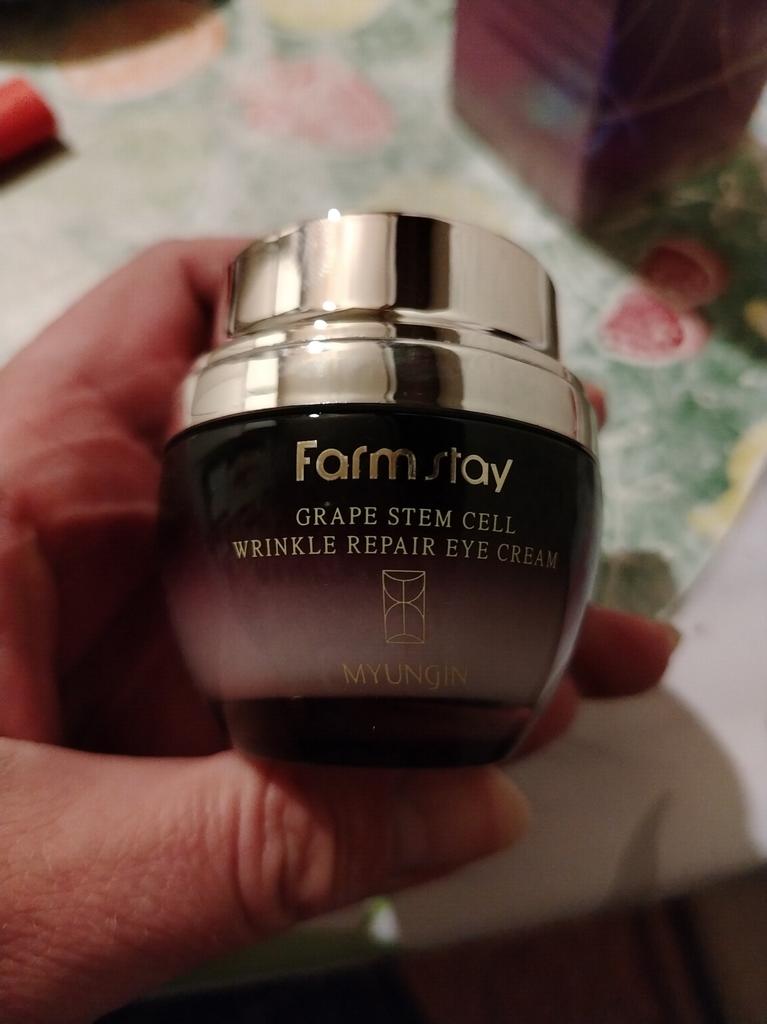 Farm stay
GRAPE STEM CELL
WRINKLE REPAIR EYE CREAM
MYUNGIN